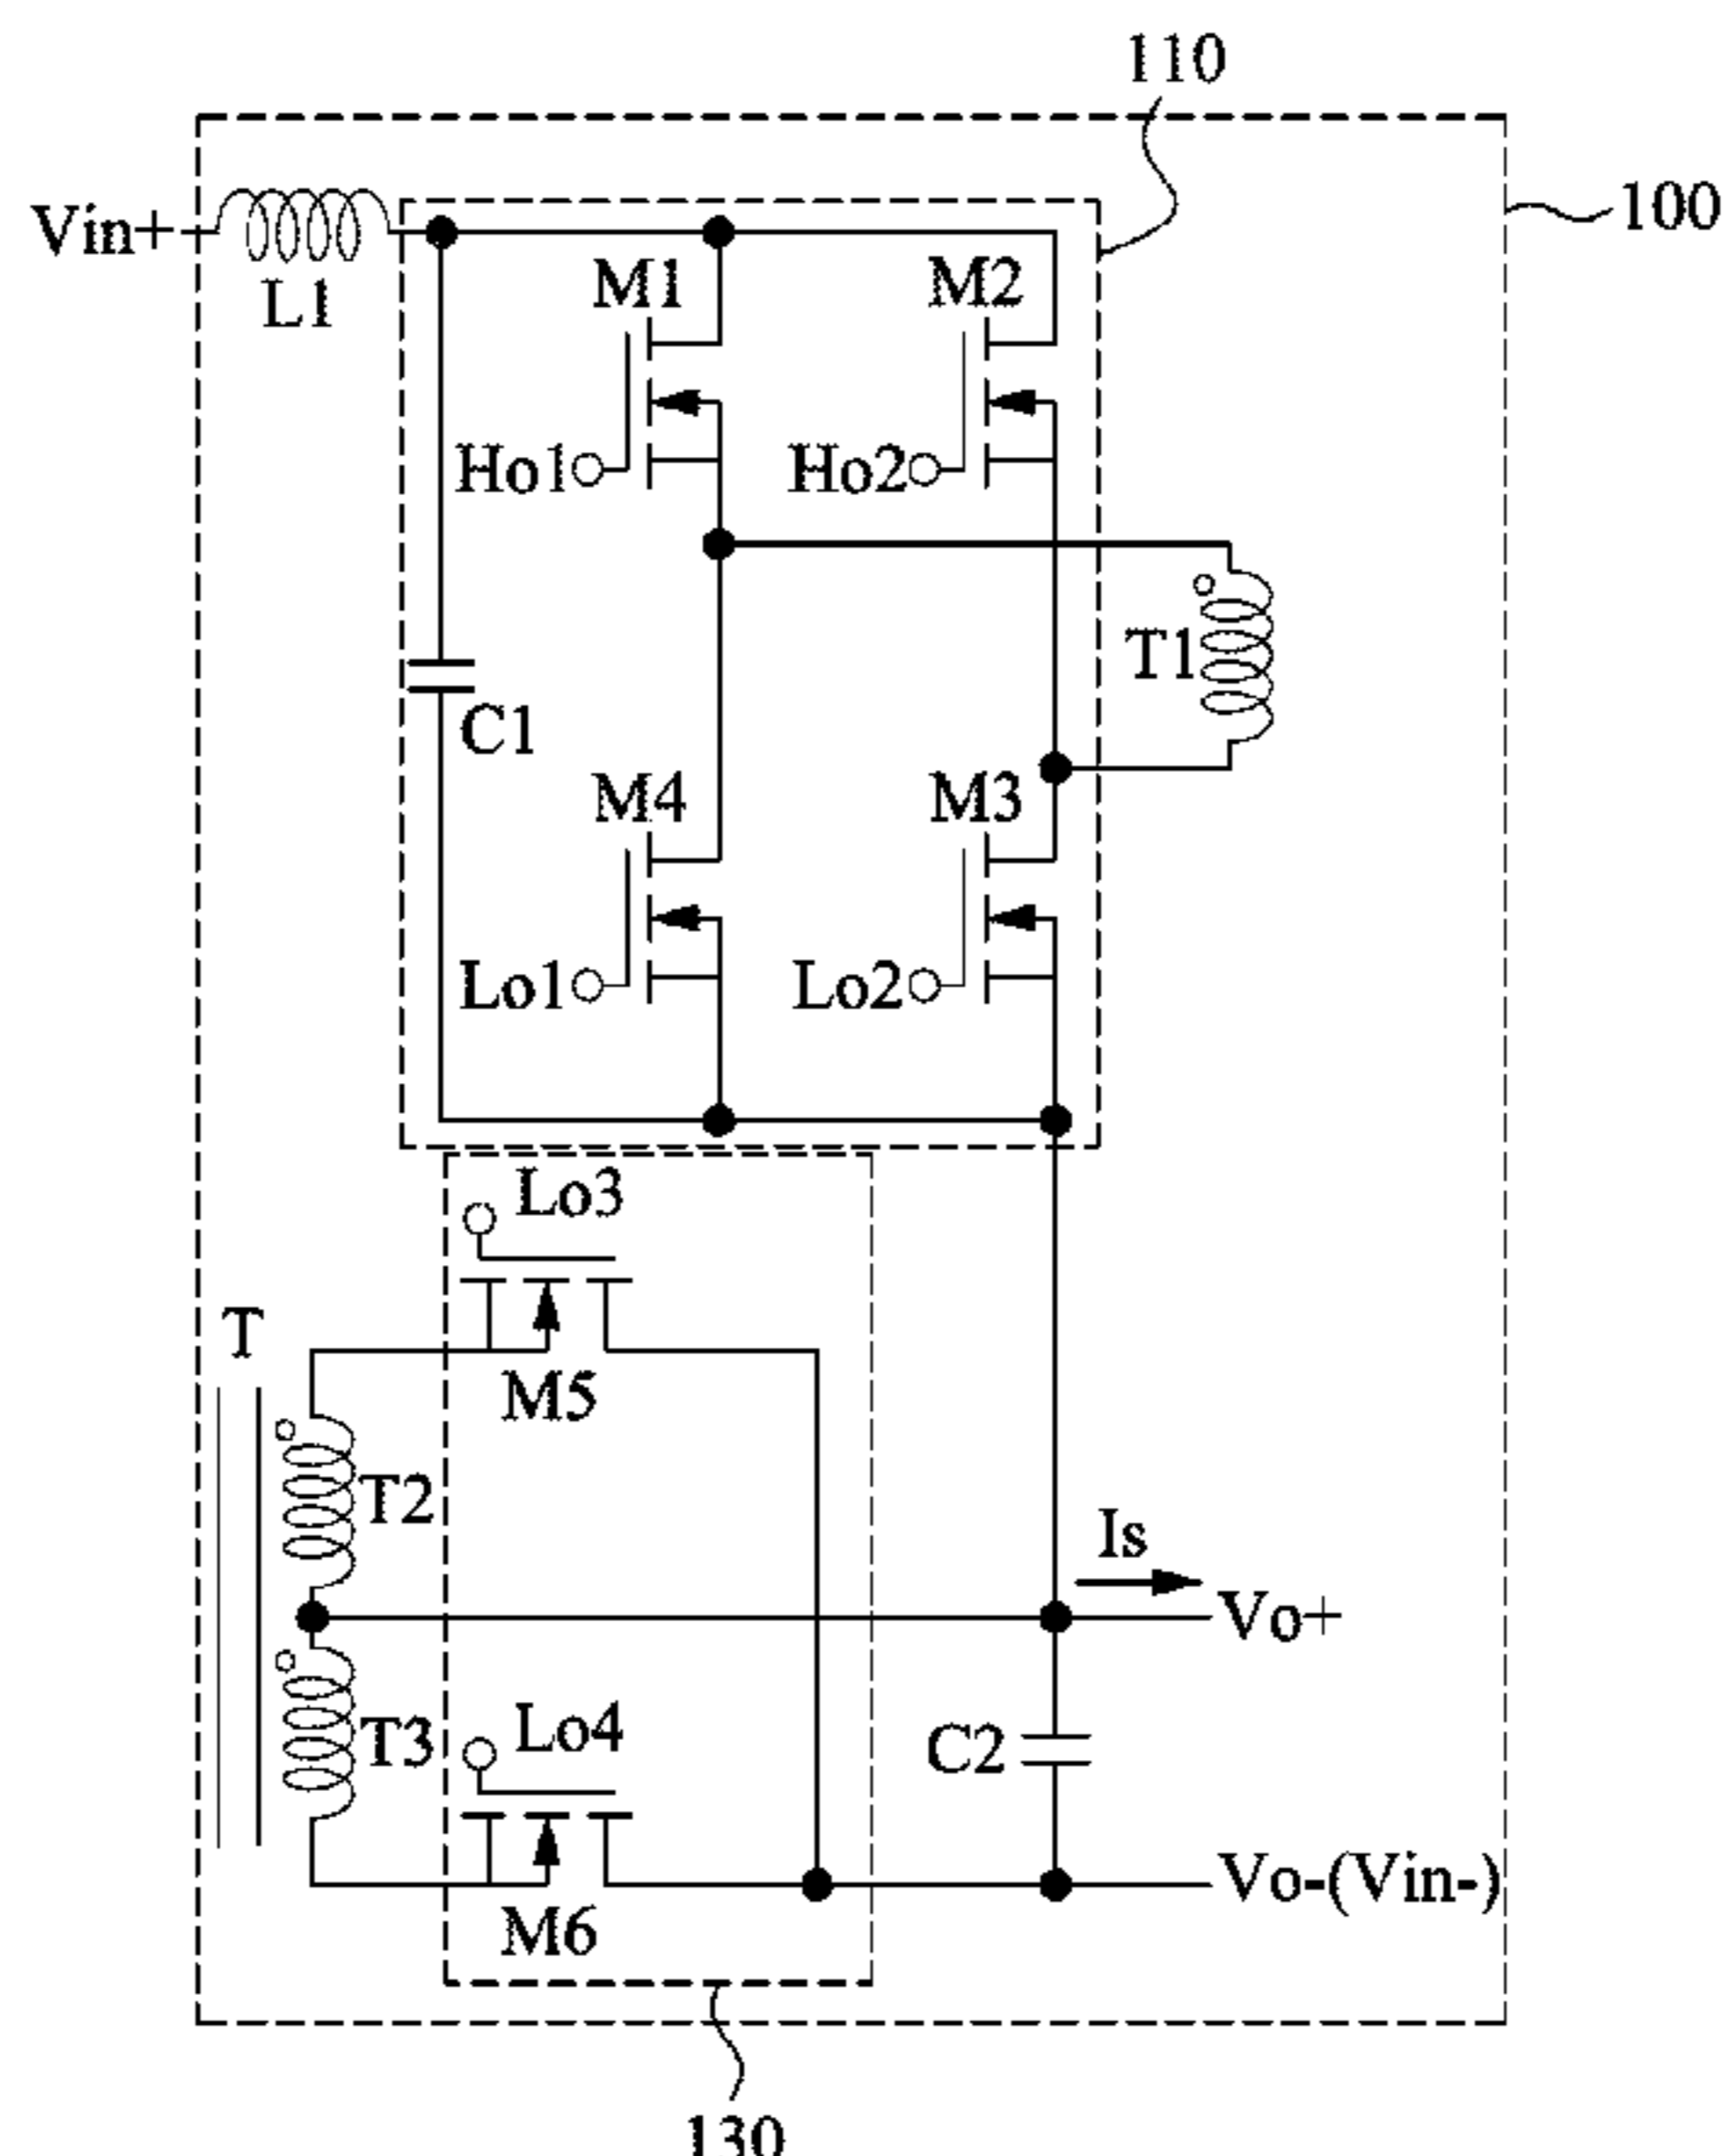 110
100
Vin+
L1
M1
M2
Ho1
Ho2
T1
C1
M4
M3
Lo1
Lo2
Lo3
T
M5
T2
Is
Vo+
Lo4
T3
C2
Vo-(Vin-)
M6
130